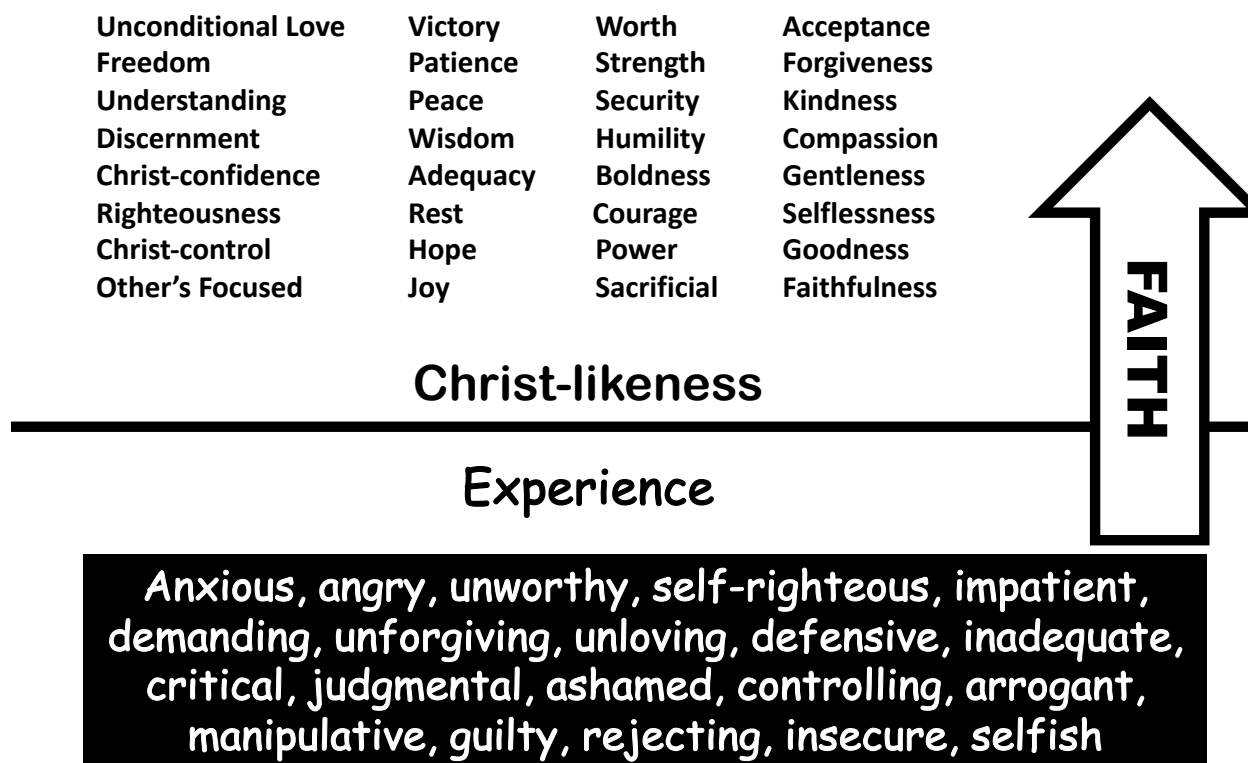 Unconditional Love Victory Worth Acceptance
Freedom Patience Strength Forgiveness
Understanding Peace Security Kindness
Discernment Wisdom Humility Compassion
Christ-confidence Adequacy Boldness Gentleness
Righteousness Rest Courage Selflessness
Christ-control Hope Power Goodness
Other’s Focused Joy Sacrificial Faithfulness
FAITH
Christ-likeness
Experience
Anxious, angry, unworthy, self-righteous, impatient,
demanding, unforgiving, unloving, defensive, inadequate,
critical, judgmental, ashamed, controlling, arrogant,
manipulative, guilty, rejecting, insecure, selfish